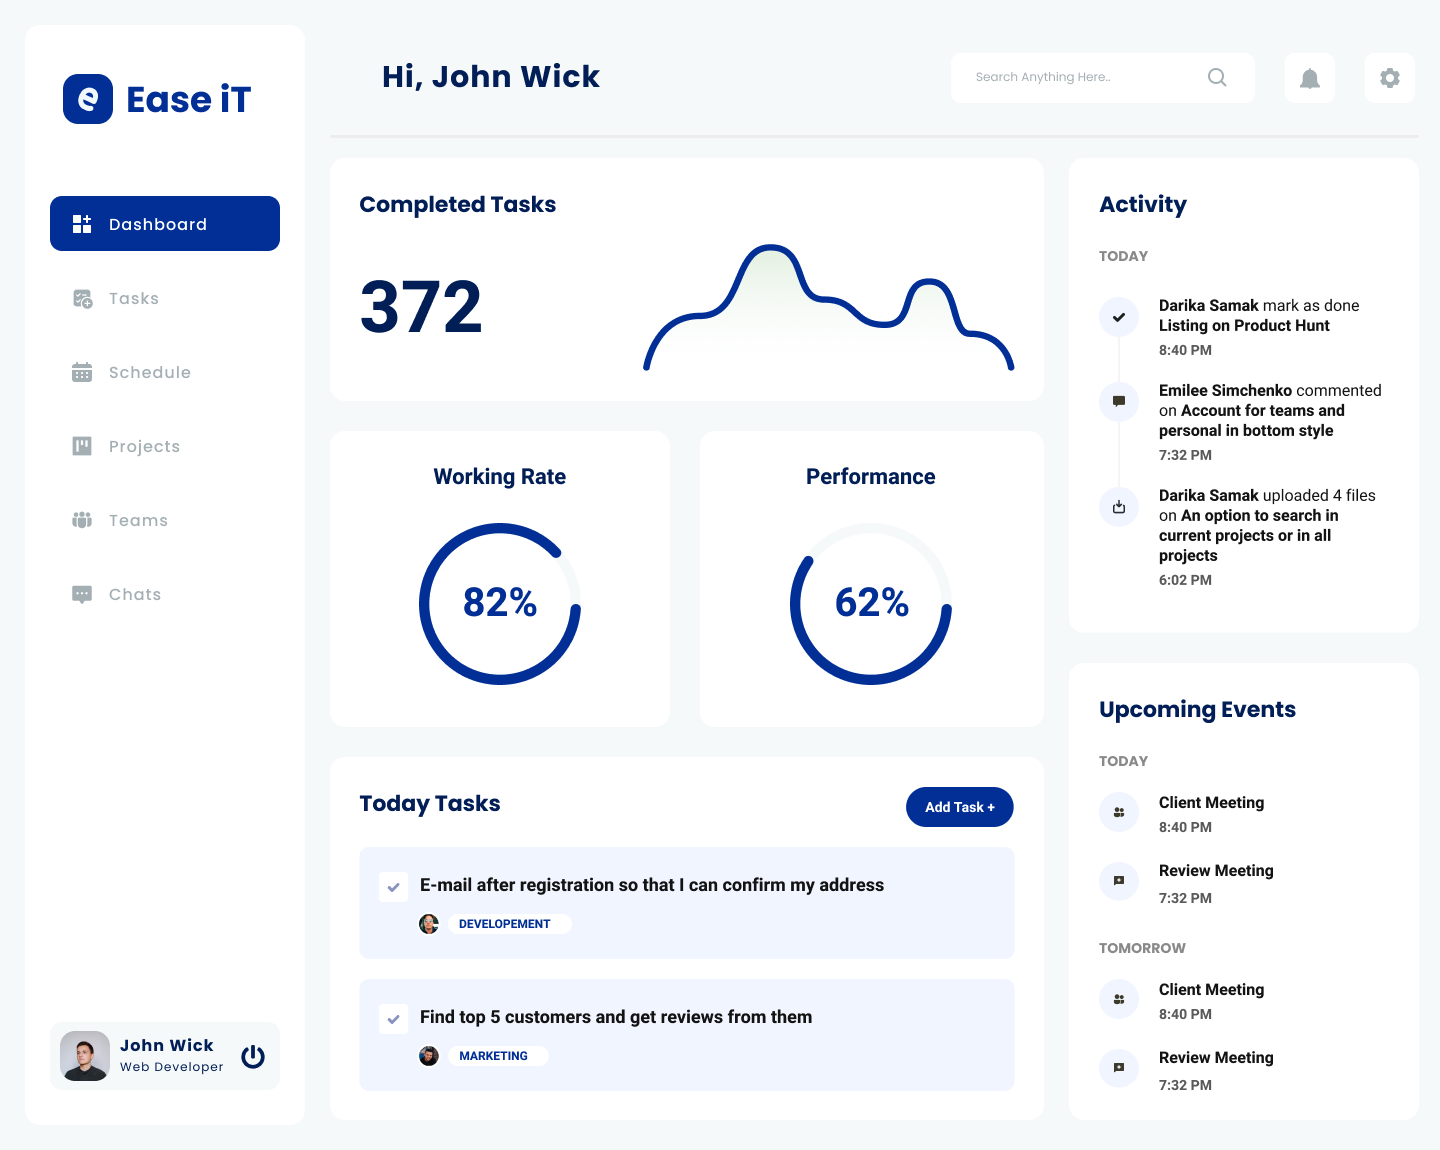 Ease iT
Dashboard
Tasks
Schedule
Projects
Teams
Chats
John Wick
Web Developer
Hi, John Wick
Search Anything Here..
Completed Tasks
372
Working Rate
82%
Performance
62%
Today Tasks
Add Task +
E-mail after registration so that I can confirm my address
DEVELOPEMENT
Find top 5 customers and get reviews from them
MARKETING
Activity
TODAY
Darika Samak mark as done
Listing on Product Hunt
8:40 PM
Emilee Simchenko commented
on Account for teams and
personal in bottom style
7:32 PM
Darika Samak uploaded 4 files
on An option to search in
current projects or in all
projects
6:02 PM
Upcoming Events
TODAY
Client Meeting
8:40 PM
Review Meeting
7:32 PM
TOMORROW
Client Meeting
8:40 PM
Review Meeting
7:32 PM